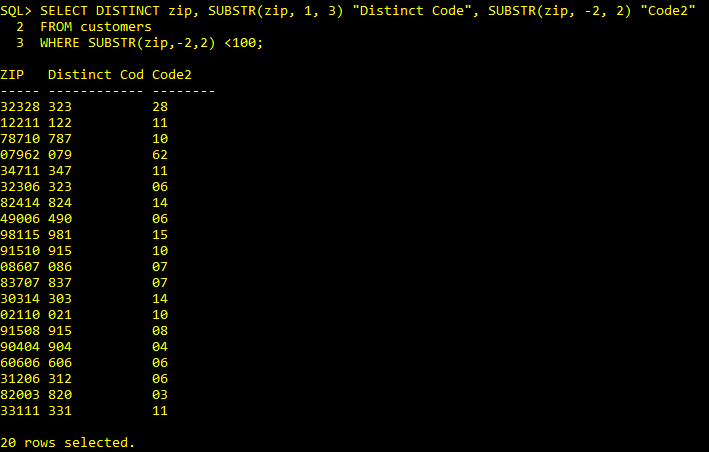 SQL> SELECT DISTINCT zip, SUBSTR(zip, 1, 3) "Distinct Code", SUBSTR(zip, -2, 2) "Code2"
  2  FROM customers
  3  WHERE SUBSTR(zip,-2,2) <100;
ZIP   Distinct Cod Code2
----- ------------ --------
32328 323          28
12211 122          11
78710 787          10
07962 079          62
34711 347          11
32306 323          06
82414 824          14
49006 490          06
98115 981          15
91510 915          10
08607 086          07
83707 837          07
30314 303          14
02110 021          10
91508 915          08
90404 904          04
60606 606          06
31206 312          06
82003 820          03
33111 331          11
20 rows selected.